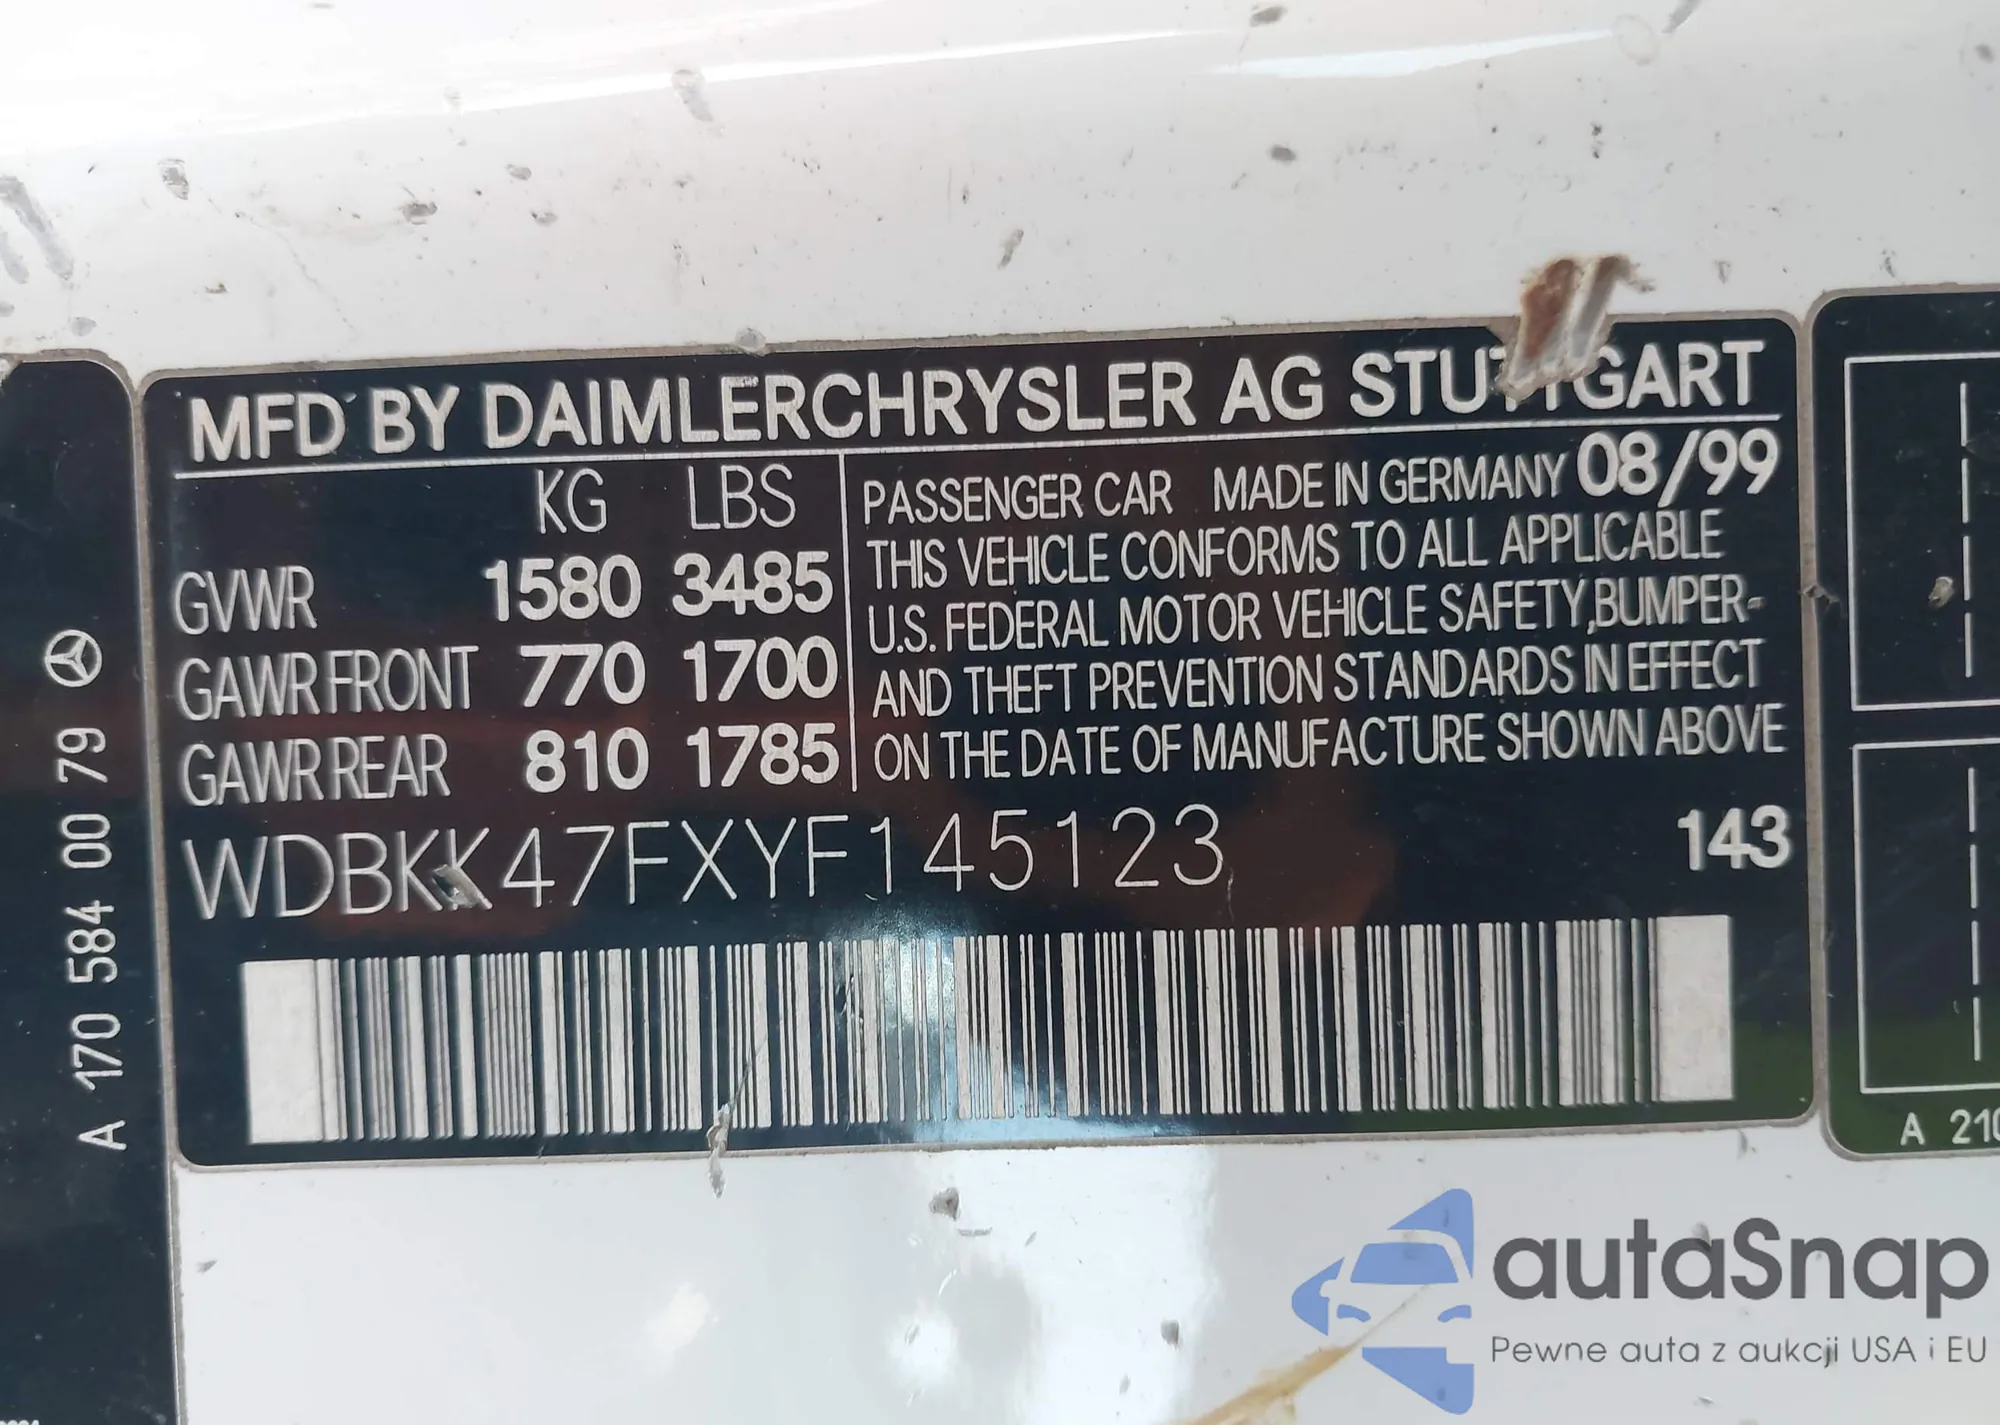 MFD BY DAIMLERCHRYSLER AG STUTTGART
KG LBS
GVWR 1580 3485
GAWR FRONT 770 1700
GAWR REAR 810 1785
PASSENGER CAR MADE IN GERMANY 08/99
THIS VEHICLE CONFORMS TO ALL APPLICABLE
U.S. FEDERAL MOTOR VEHICLE SAFETY,BUMPER-
AND THEFT PREVENTION STANDARDS IN EFFECT
ON THE DATE OF MANUFACTURE SHOWN ABOVE
WDBKK47FXYF145123 143
A 170 584 00 79
A 210
autaSnap
Pewne auta z aukcji USA i EU